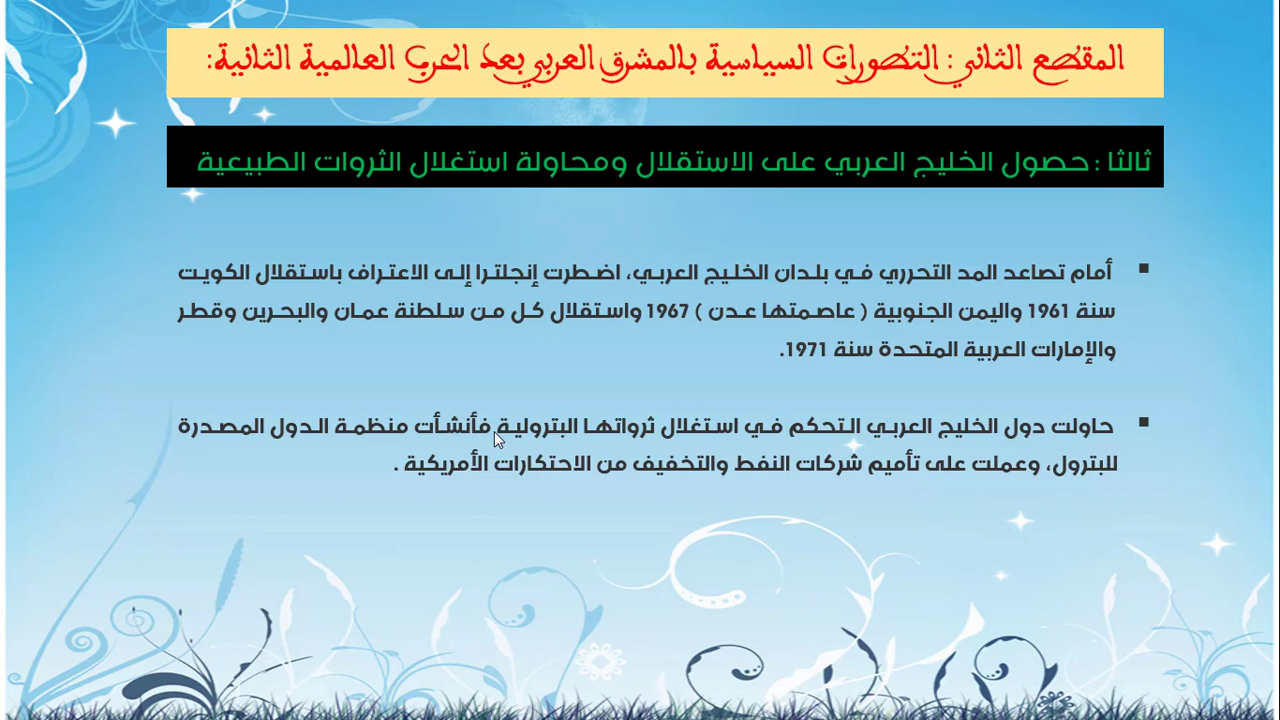 المقطع الثاني : التطورات السياسية بالمشرق العربي بعد الحرب العالمية الثانية:
ثالثا : حصول الخليج العربي على الاستقلال ومحاولة استغلال الثروات الطبيعية
▪ أمام تصاعد المد التحرري في بلدان الخليج العربي، اضطرت إنجلترا إلى الاعتراف باستقلال الكويت
سنة 1961 واليمن الجنوبية ( عاصمتها عدن ) 1967 واستقلال كل من سلطنة عمان والبحرين وقطر
والإمارات العربية المتحدة سنة 1971.
▪ حاولت دول الخليج العربي التحكم في استغلال ثرواتها البترولية فأنشأت منظمة الدول المصدرة
للبترول، وعملت على تأميم شركات النفط والتخفيف من الاحتكارات الأمريكية .